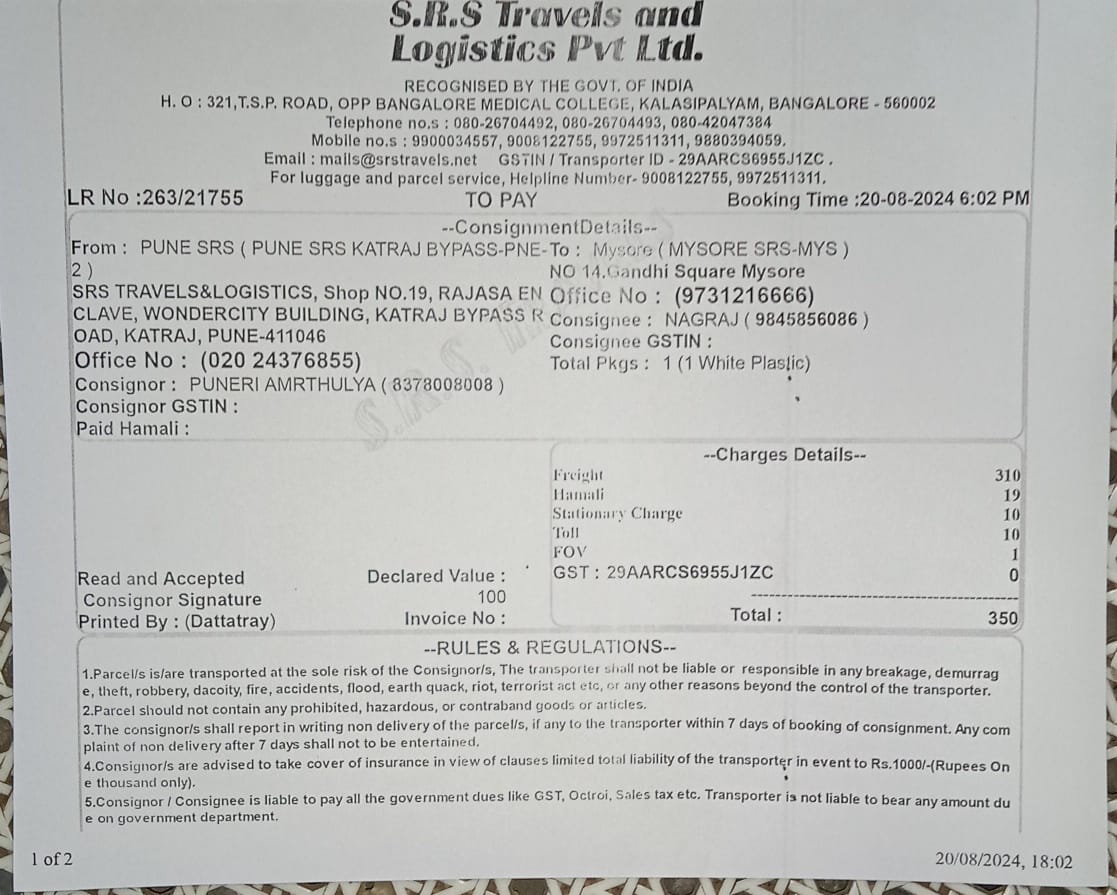 S.R.S Travels and
Logistics Pvt Ltd.
RECOGNISED BY THE GOVT. OF INDIA
H. O : 321,T.S.P. ROAD, OPP BANGALORE MEDICAL COLLEGE, KALASIPALYAM, BANGALORE - 560002
Telephone no.s : 080-26704492, 080-26704493, 080-42047384
Mobile no.s : 9900034557, 9008122755, 9972511311, 9880394059.
Email : mails@srstravels.net GSTIN / Transporter ID - 29AARCS6955J1ZC .
For luggage and parcel service, Helpline Number- 9008122755, 9972511311.
LR No :263/21755 TO PAY Booking Time :20-08-2024 6:02 PM
--ConsignmentDetails--
From : PUNE SRS ( PUNE SRS KATRAJ BYPASS-PNE-
2 )
SRS TRAVELS&LOGISTICS, Shop NO.19, RAJASA EN
CLAVE, WONDERCITY BUILDING, KATRAJ BYPASS R
OAD, KATRAJ, PUNE-411046
Office No : (020 24376855)
Consignor : PUNERI AMRTHULYA ( 8378008008 )
Consignor GSTIN :
Paid Hamali :
To : Mysore ( MYSORE SRS-MYS )
NO 14,Gandhi Square Mysore
Office No : (9731216666)
Consignee : NAGRAJ ( 9845856086 )
Consignee GSTIN :
Total Pkgs : 1 (1 White Plastic)
S.R.S.
--Charges Details--
Freight 310
Hamali 19
Stationary Charge 10
Toll 10
FOV 1
GST : 29AARCS6955J1ZC 0
Total : 350
Read and Accepted
Consignor Signature
Printed By : (Dattatray)
Declared Value :
100
Invoice No :
--RULES & REGULATIONS--
1.Parcel/s is/are transported at the sole risk of the Consignor/s, The transporter shall not be liable or responsible in any breakage, demurrag
e, theft, robbery, dacoity, fire, accidents, flood, earth quack, riot, terrorist act etc, or any other reasons beyond the control of the transporter.
2.Parcel should not contain any prohibited, hazardous, or contraband goods or articles.
3.The consignor/s shall report in writing non delivery of the parcel/s, if any to the transporter within 7 days of booking of consignment. Any com
plaint of non delivery after 7 days shall not to be entertained.
4.Consignor/s are advised to take cover of insurance in view of clauses limited total liability of the transporter in event to Rs.1000/-(Rupees On
e thousand only).
5.Consignor / Consignee is liable to pay all the government dues like GST, Octroi, Sales tax etc. Transporter is not liable to bear any amount du
e on government department.
1 of 2 20/08/2024, 18:02